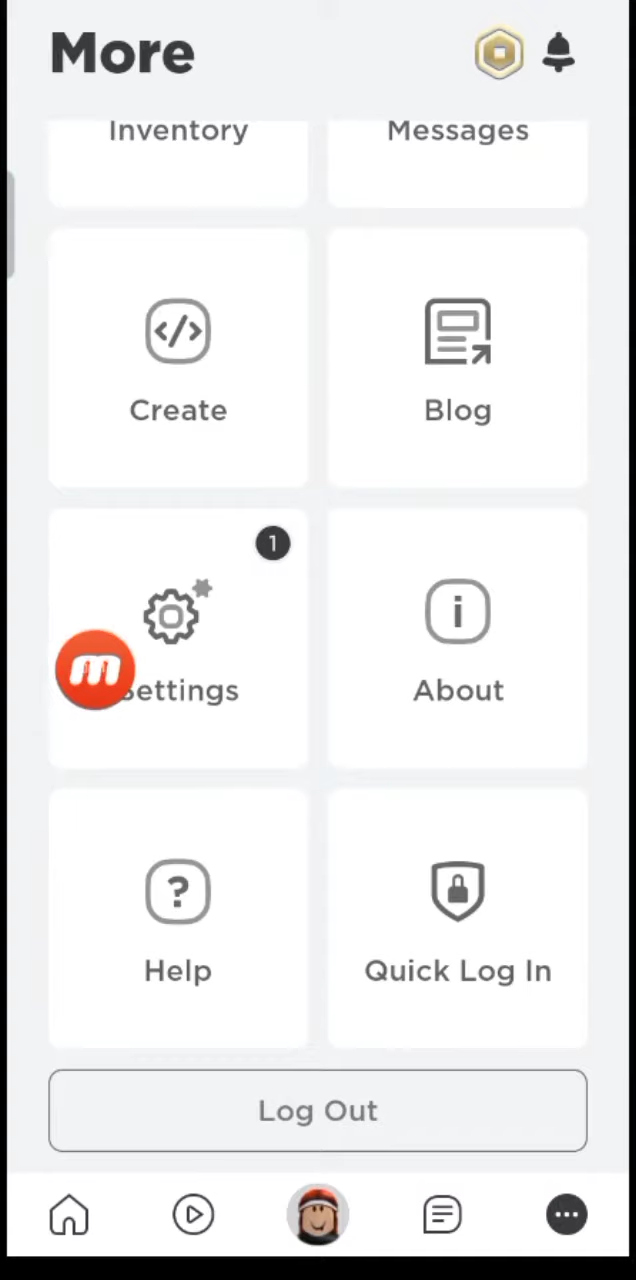 More
Inventory
Messages
Create
Blog
1
Settings
About
Help
Quick Log In
Log Out